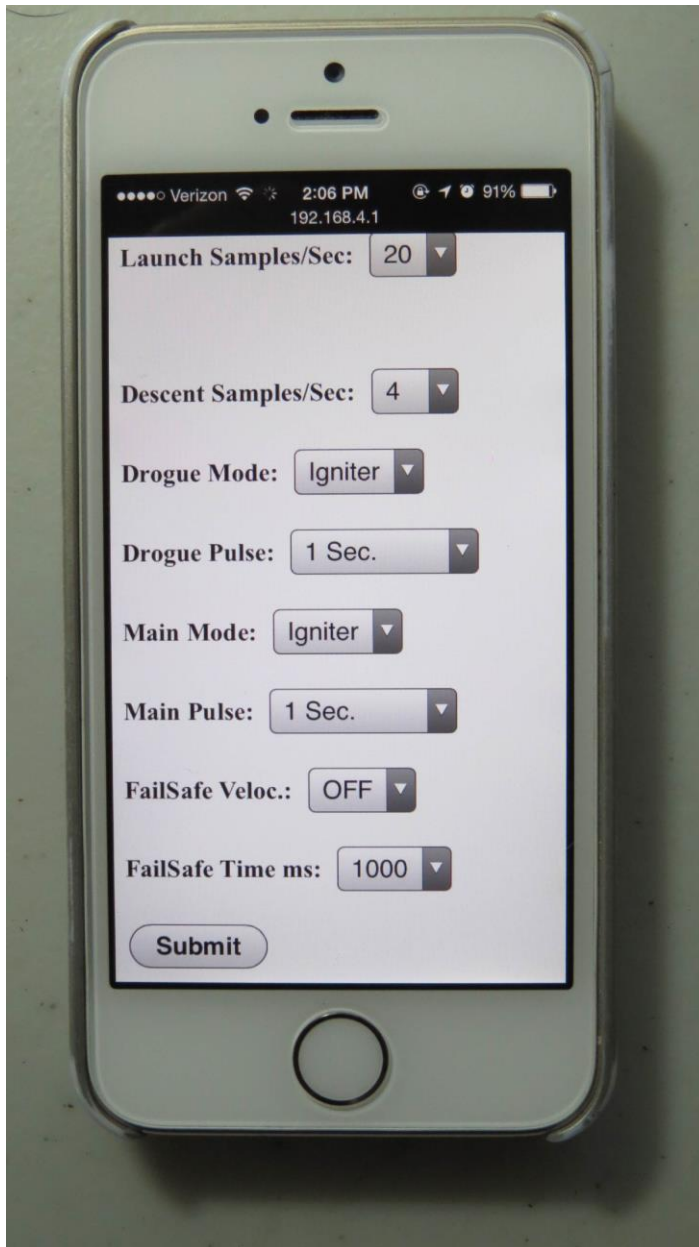 Verizon 2:06 PM 91%
192.168.4.1
Launch Samples/Sec: 20
Descent Samples/Sec: 4
Drogue Mode: Igniter
Drogue Pulse: 1 Sec.
Main Mode: Igniter
Main Pulse: 1 Sec.
FailSafe Veloc.: OFF
FailSafe Time ms: 1000
Submit